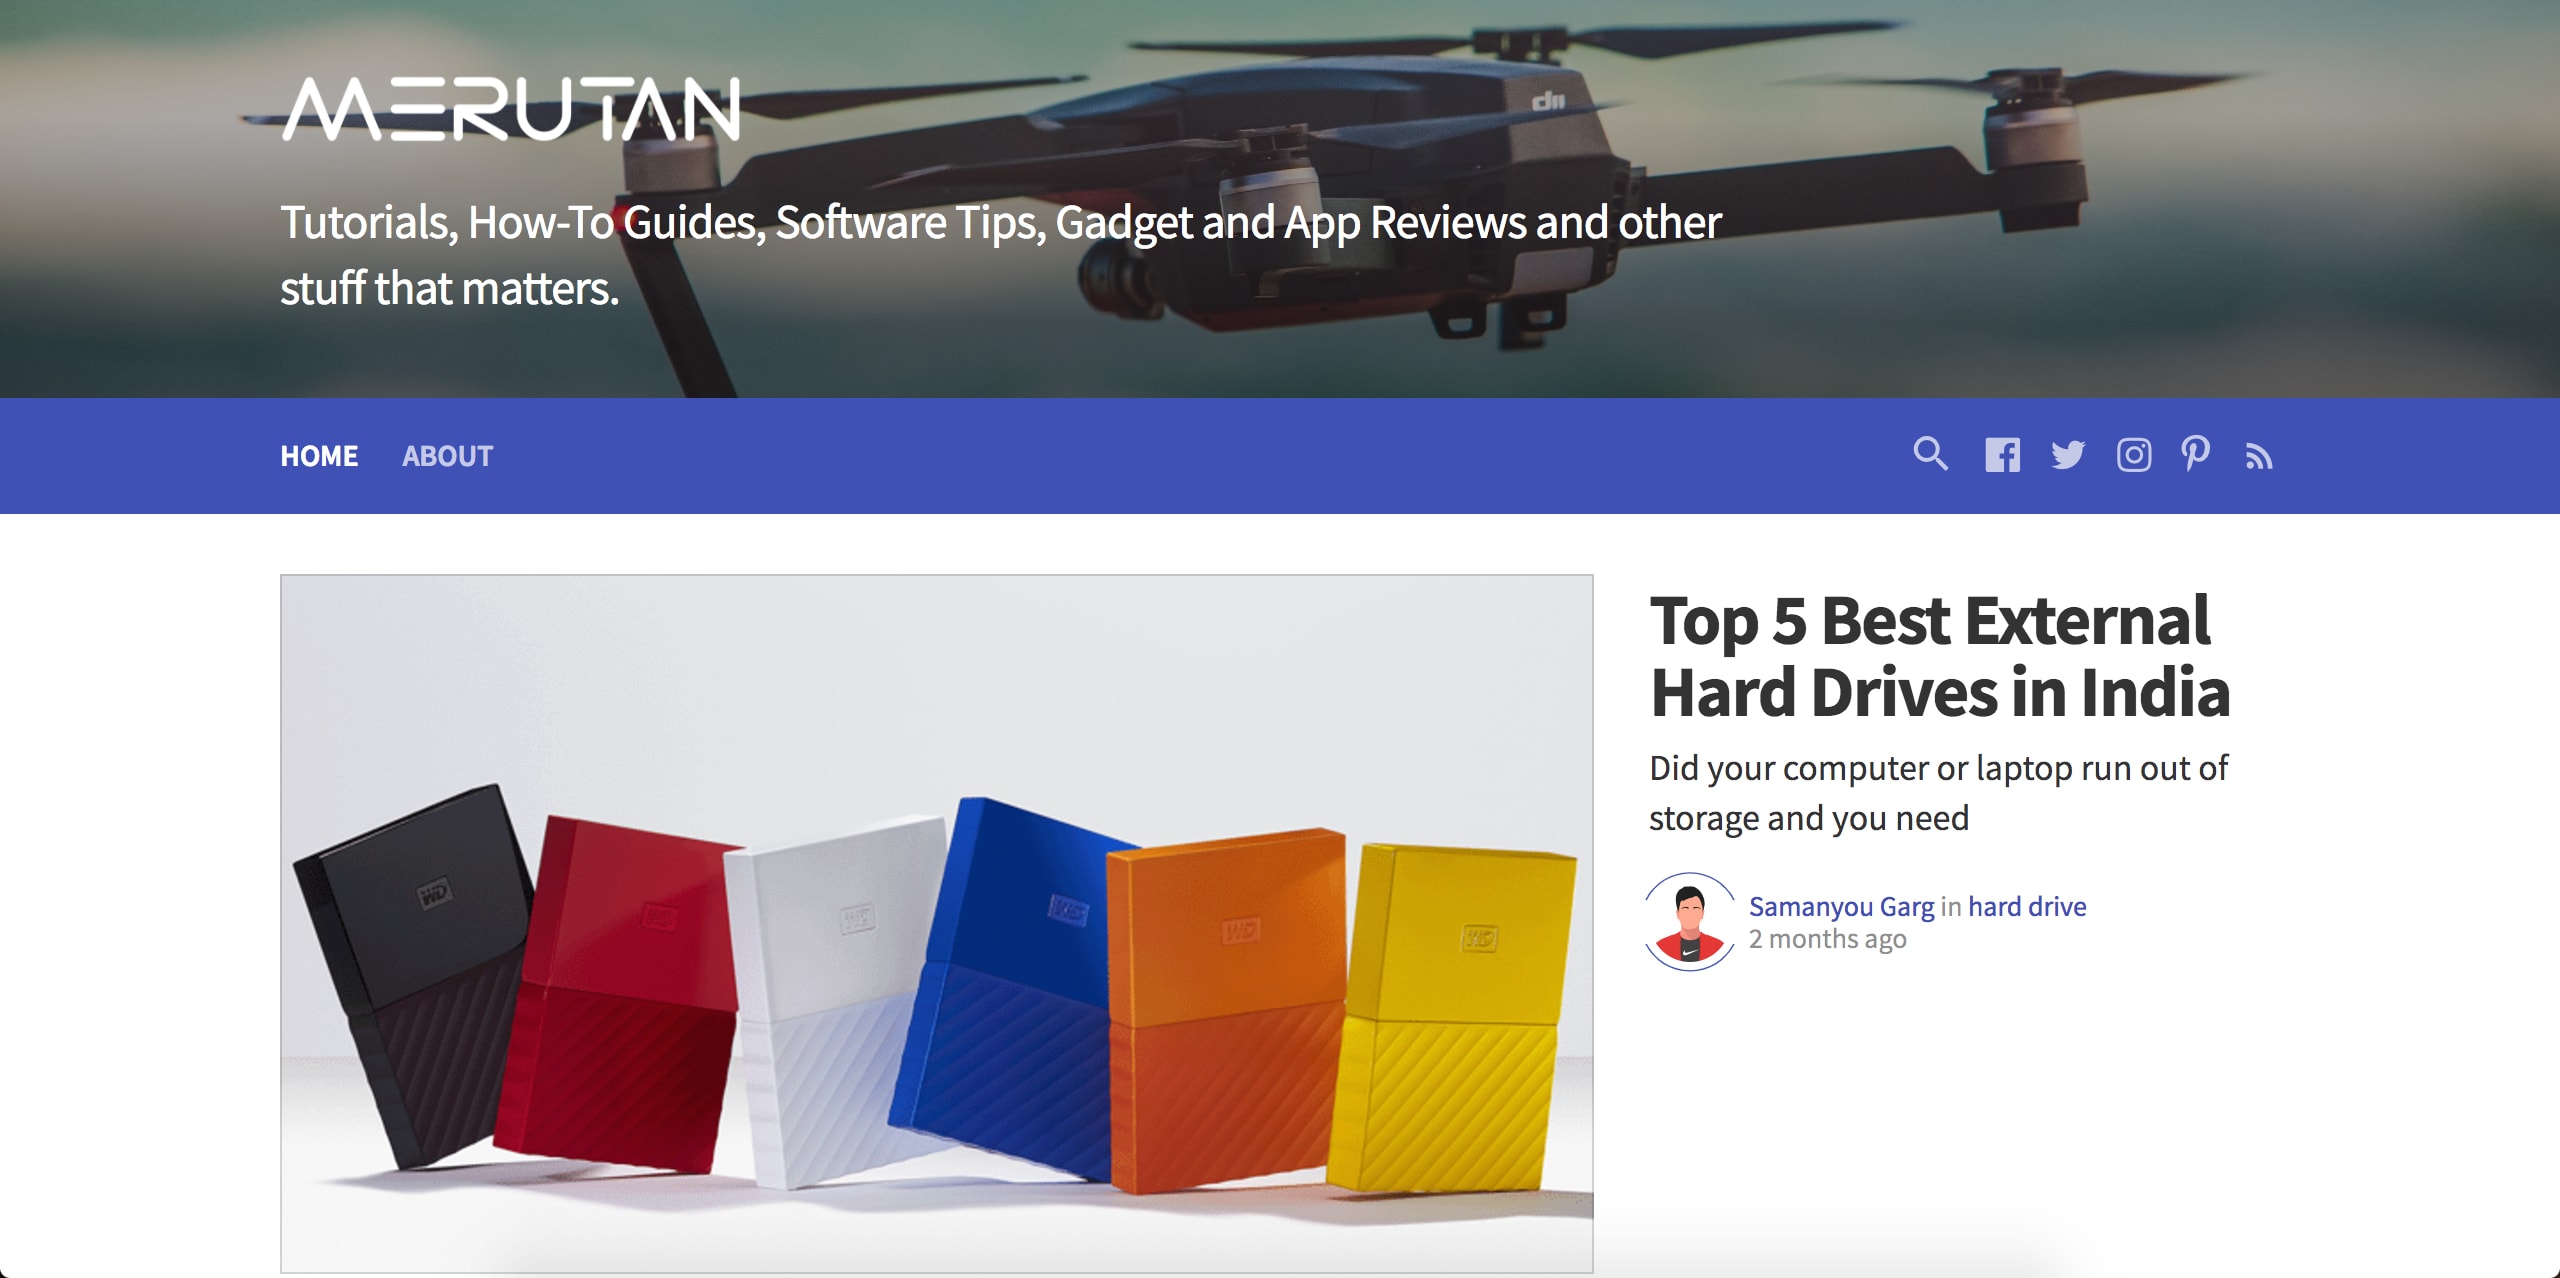 MERUTAN
dji
Tutorials, How-To Guides, Software Tips, Gadget and App Reviews and other
stuff that matters.
HOME ABOUT
Top 5 Best External
Hard Drives in India
Did your computer or laptop run out of
storage and you need
Samanyou Garg in hard drive
2 months ago
WD WD WD WD WD WD